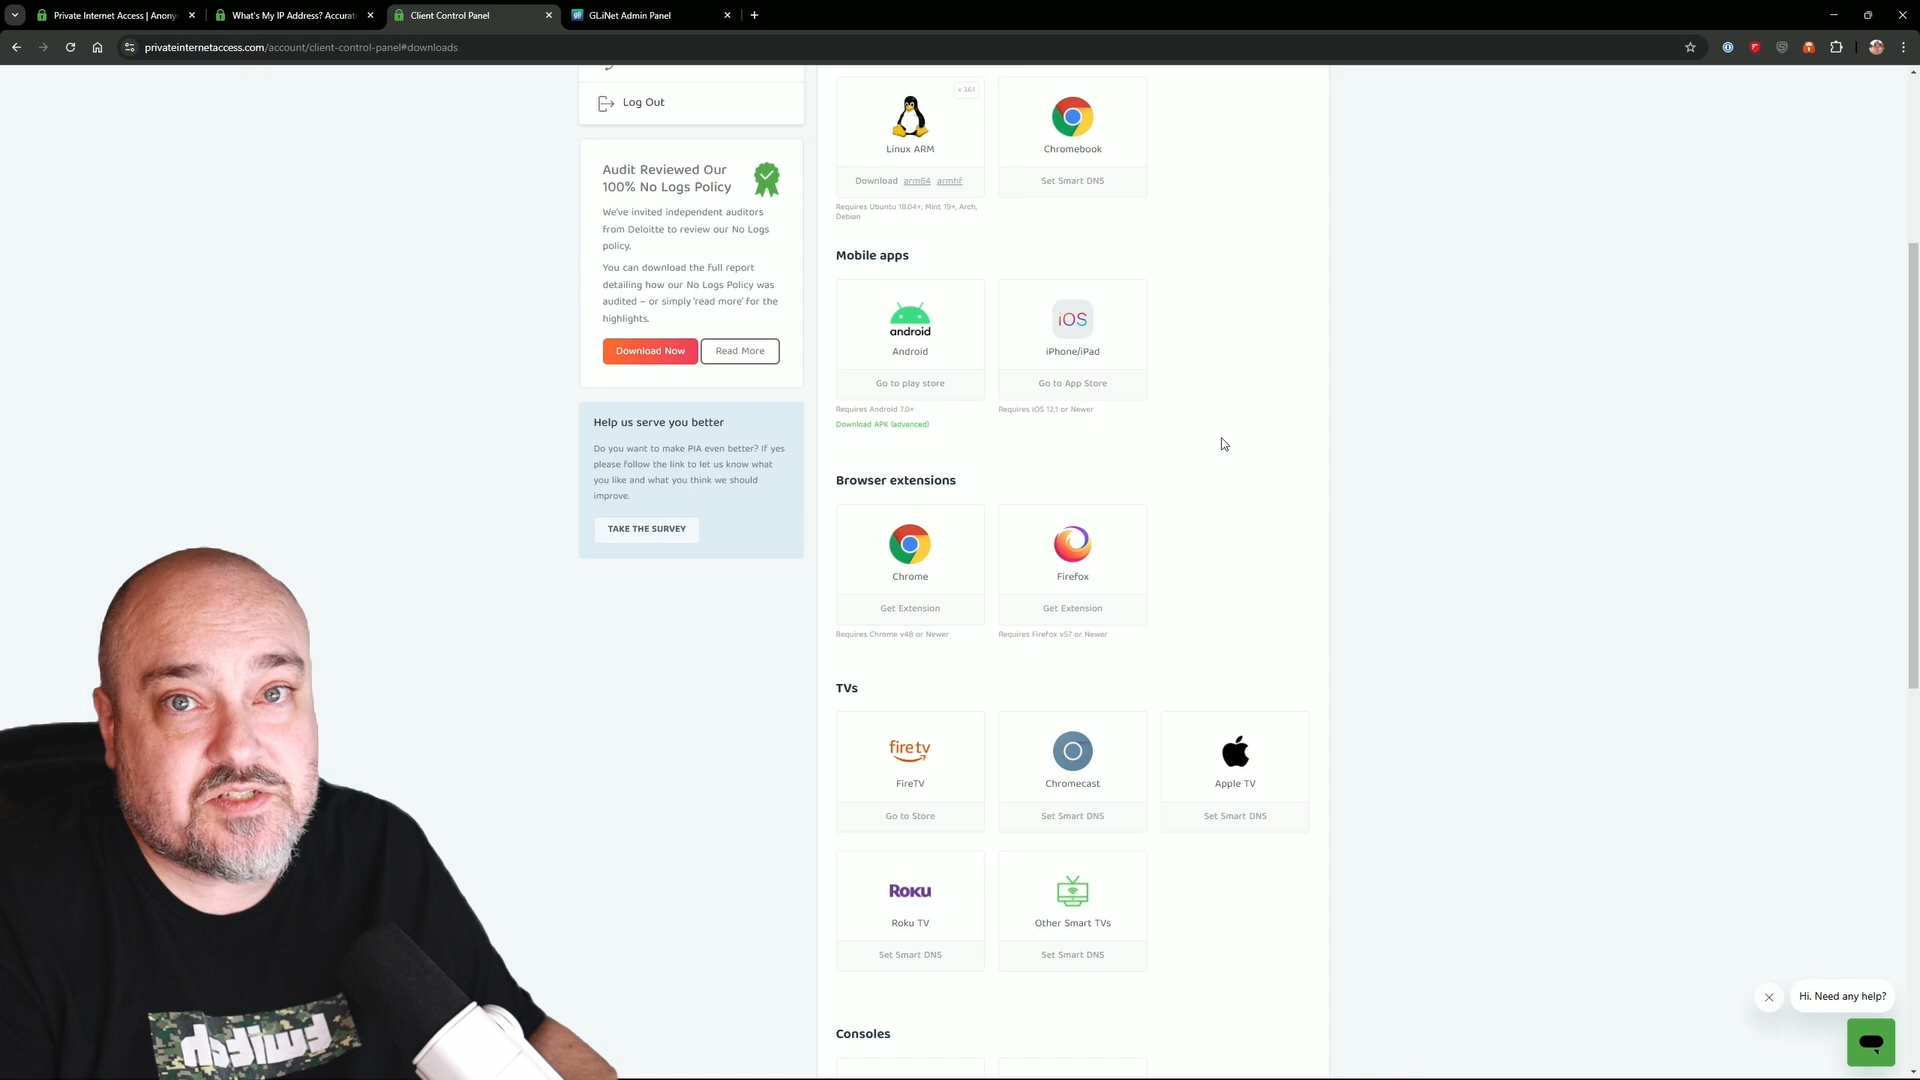 Private Internet Access | Anony
What's My IP Address? Accurat
Client Control Panel
GL.iNet Admin Panel
privateinternetaccess.com/account/client-control-panel#downloads
Log Out
Audit Reviewed Our
100% No Logs Policy
We've invited independent auditors
from Deloitte to review our No Logs
policy.
You can download the full report
detailing how our No Logs Policy was
audited – or simply 'read more' for the
highlights.
Download Now
Read More
Help us serve you better
Do you want to make PIA even better? If yes
please follow the link to let us know what
you like and what you think we should
improve.
TAKE THE SURVEY
v 3.6.1
Linux ARM
Download arm64 armhf
Requires Ubuntu 18.04+, Mint 19+, Arch,
Debian
Chromebook
Set Smart DNS
Mobile apps
android
Android
Go to play store
Requires Android 7.0+
Download APK (advanced)
iOS
iPhone/iPad
Go to App Store
Requires iOS 12.1 or Newer
Browser extensions
Chrome
Get Extension
Requires Chrome v48 or Newer
Firefox
Get Extension
Requires Firefox v57 or Newer
TVs
fire tv
FireTV
Go to Store
Chromecast
Set Smart DNS
Apple TV
Set Smart DNS
Roku
Roku TV
Set Smart DNS
Other Smart TVs
Set Smart DNS
Consoles
Hi. Need any help?